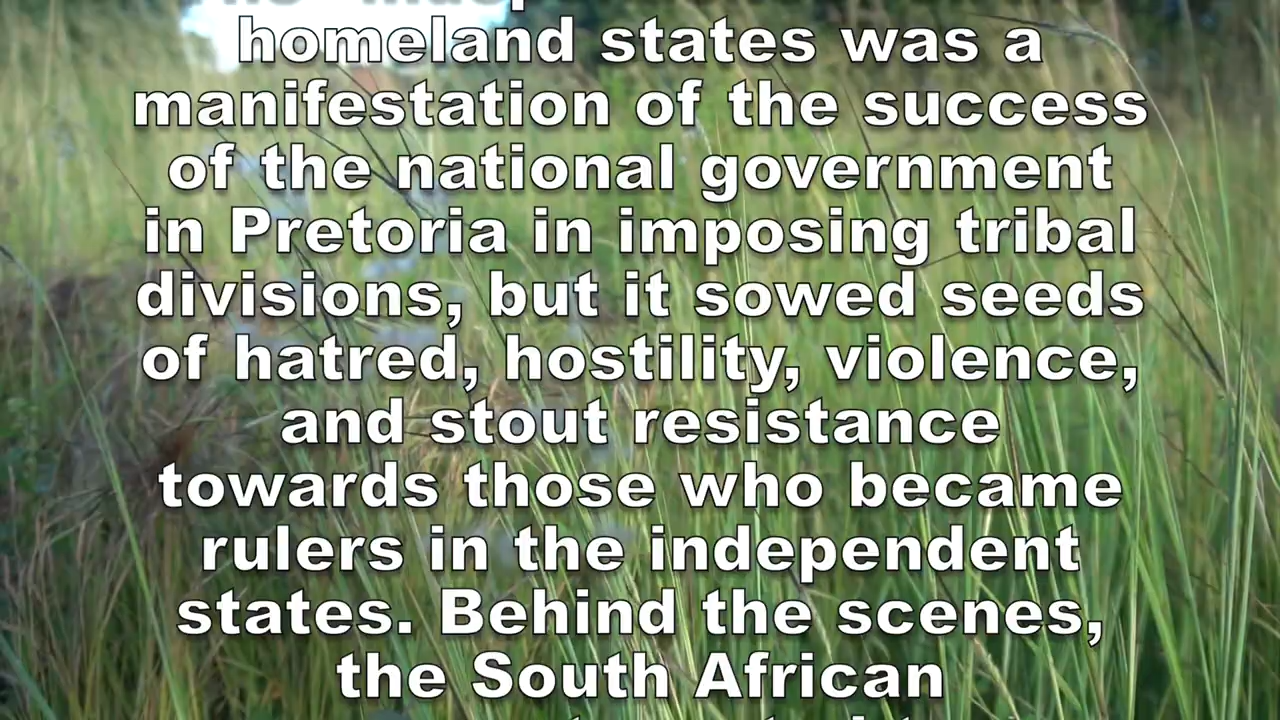 homeland states was a
manifestation of the success
of the national government
in Pretoria in imposing tribal
divisions, but it sowed seeds
of hatred, hostility, violence,
and stout resistance
towards those who became
rulers in the independent
states. Behind the scenes,
the South African